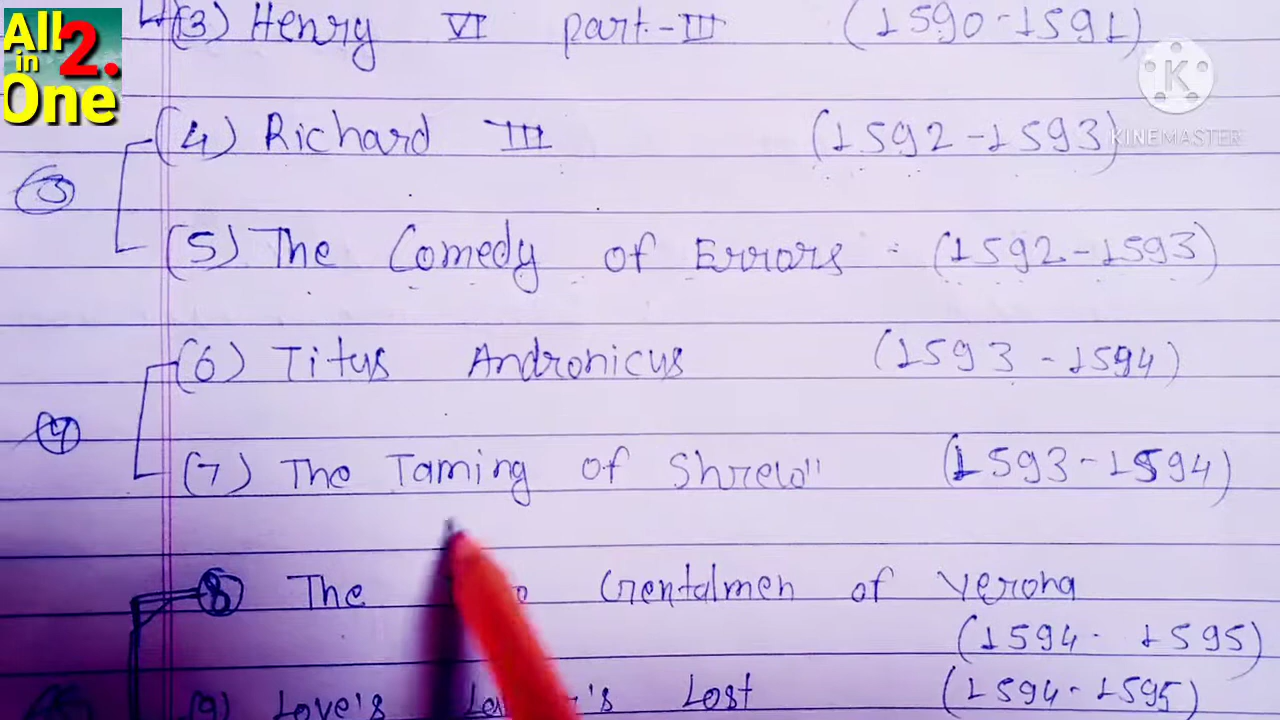 All
in 2.
One
(3) Henry VI part-III (1590-1591)
K
KINEMASTER
(4) Richard III (1592-1593)
(3)
(5) The Comedy of Errors - (1592-1593)
(6) Titus Andronicus (1593-1594)
(4)
(7) The Taming of Shrew" (1593-1594)
(8) The Gentalmen of Verona
(1594- 1595)
(9) Love's Lost (1594-1595)